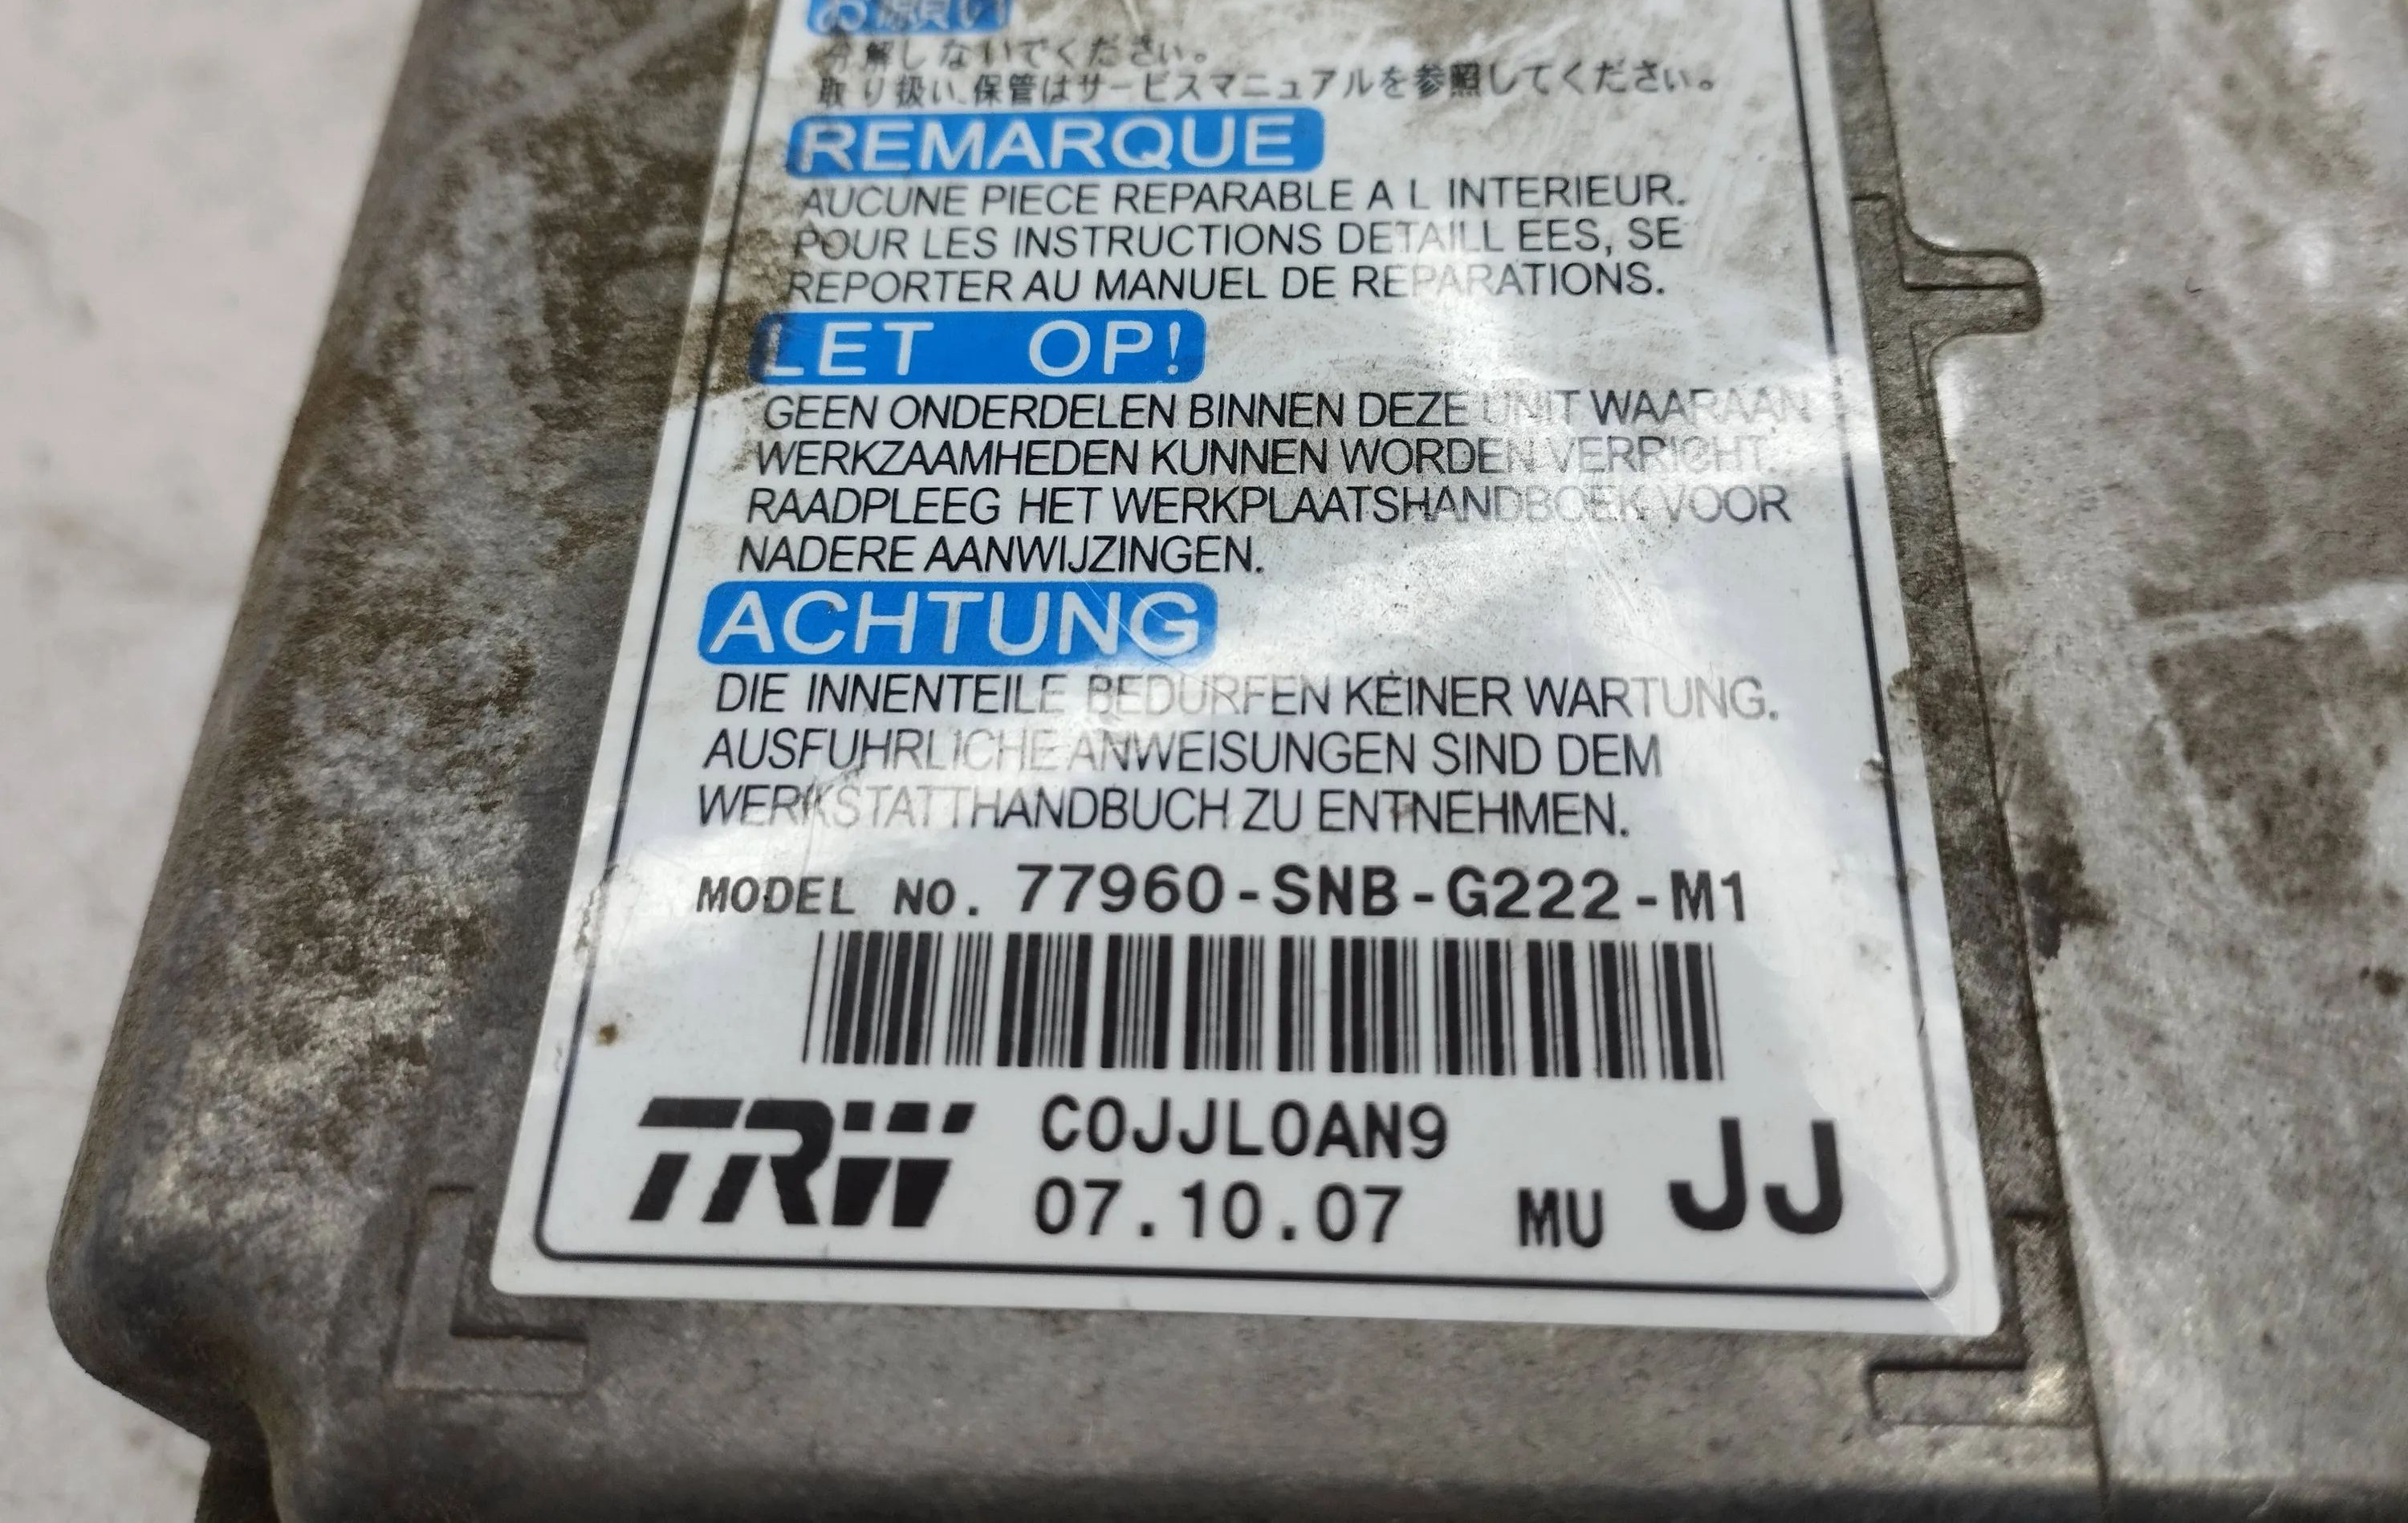 お願い
分解しないでください。
取り扱い、保管はサービスマニュアルを参照してください。
REMARQUE
AUCUNE PIECE REPARABLE A L INTERIEUR.
POUR LES INSTRUCTIONS DETAILL EES, SE
REPORTER AU MANUEL DE REPARATIONS.
LET OP!
GEEN ONDERDELEN BINNEN DEZE UNIT WAARAAN
WERKZAAMHEDEN KUNNEN WORDEN VERRICHT.
RAADPLEEG HET WERKPLAATSHANDBOEK VOOR
NADERE AANWIJZINGEN.
ACHTUNG
DIE INNENTEILE BEDURFEN KEINER WARTUNG.
AUSFUHRLICHE ANWEISUNGEN SIND DEM
WERKSTATTHANDBUCH ZU ENTNEHMEN.
MODEL NO. 77960-SNB-G222-M1
TRW C0JJL0AN9
07.10.07 MU JJ